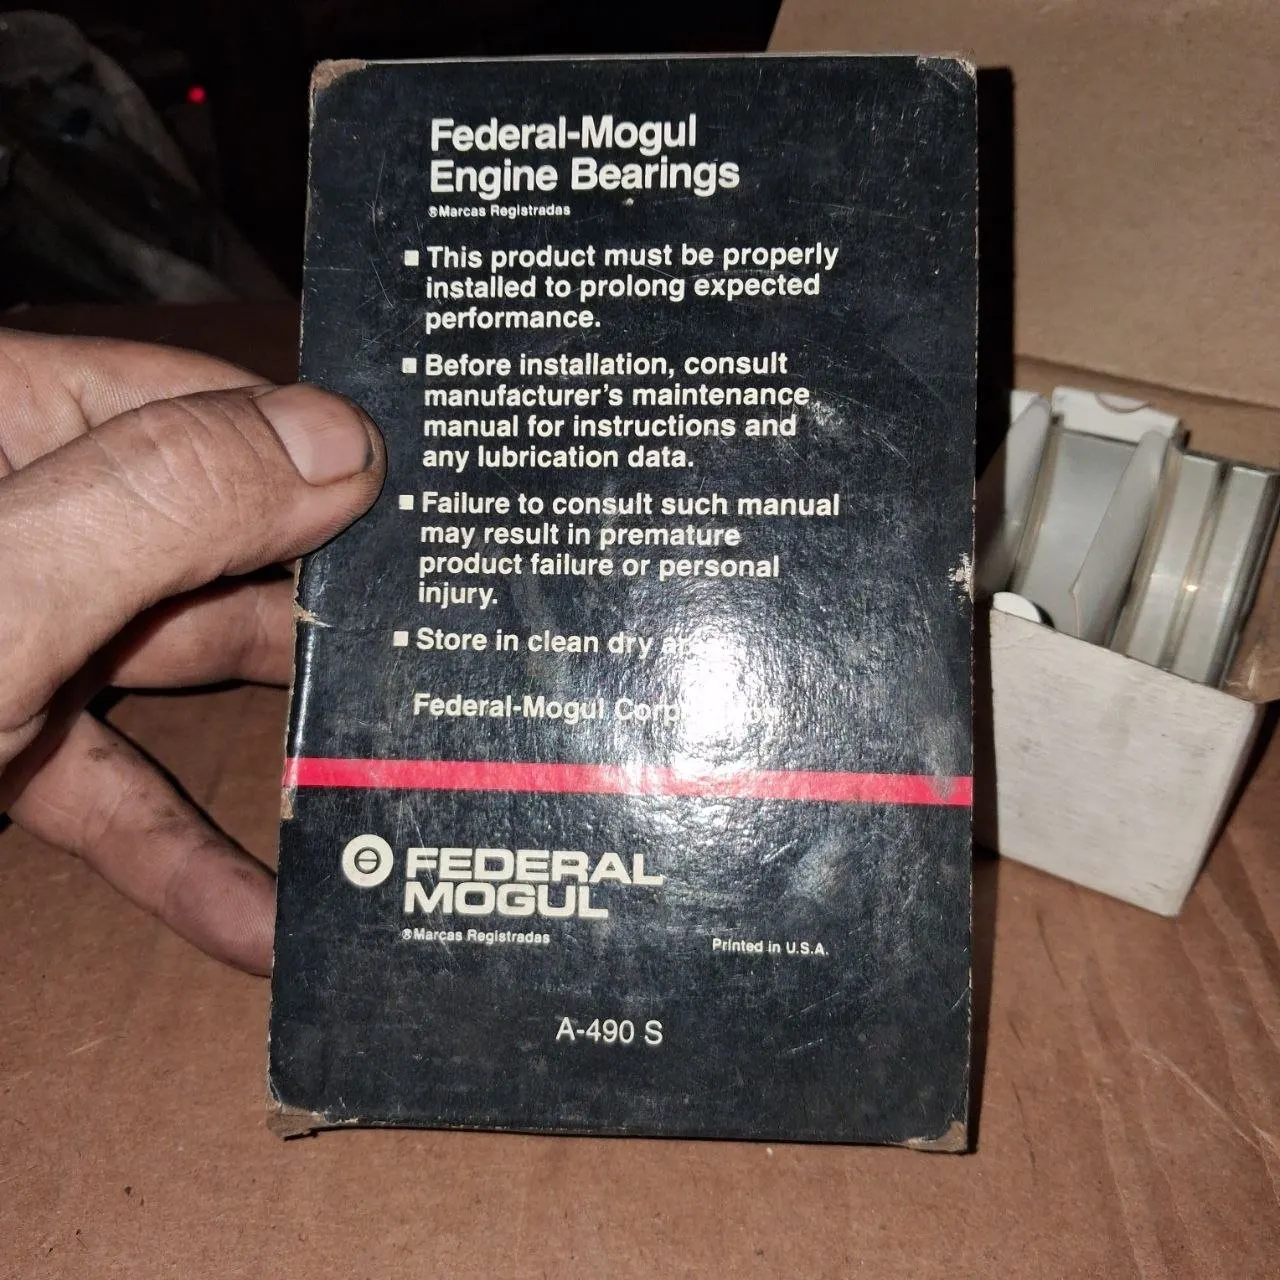 Federal-Mogul
Engine Bearings
®Marcas Registradas
■ This product must be properly
installed to prolong expected
performance.
■ Before installation, consult
manufacturer's maintenance
manual for instructions and
any lubrication data.
■ Failure to consult such manual
may result in premature
product failure or personal
injury.
■ Store in clean dry
Federal-Mogul
FEDERAL
MOGUL
®Marcas Registradas
Printed in U.S.A.
A-490 S